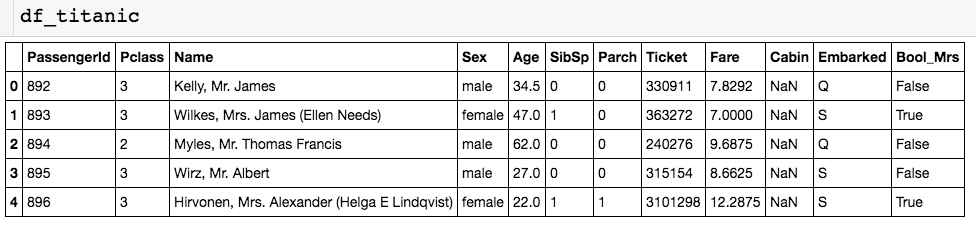 df_titanic
PassengerId Pclass Name Sex Age SibSp Parch Ticket Fare Cabin Embarked Bool_Mrs
0 892 3 Kelly, Mr. James male 34.5 0 0 330911 7.8292 NaN Q False
1 893 3 Wilkes, Mrs. James (Ellen Needs) female 47.0 1 0 363272 7.0000 NaN S True
2 894 2 Myles, Mr. Thomas Francis male 62.0 0 0 240276 9.6875 NaN Q False
3 895 3 Wirz, Mr. Albert male 27.0 0 0 315154 8.6625 NaN S False
4 896 3 Hirvonen, Mrs. Alexander (Helga E Lindqvist) female 22.0 1 1 3101298 12.2875 NaN S True